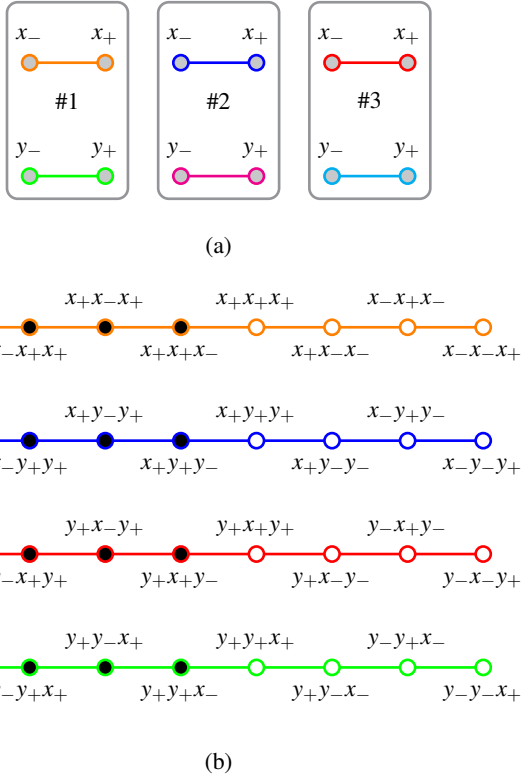 x₋ x₊ x₋ x₊ x₋ x₊
#1 #2 #3
y₋ y₊ y₋ y₊ y₋ y₊
(a)
x₊x₋x₊ x₊x₊x₊ x₋x₊x₋
₋x₊x₊ x₊x₊x₋ x₊x₋x₋ x₋x₋x₊
x₊y₋y₊ x₊y₊y₊ x₋y₊y₋
₋y₊y₊ x₊y₊y₋ x₊y₋y₋ x₋y₋y₊
y₊x₋y₊ y₊x₊y₊ y₋x₊y₋
₋x₊y₊ y₊x₊y₋ y₊x₋y₋ y₋x₋y₊
y₊y₋x₊ y₊y₊x₊ y₋y₊x₋
₋y₊x₊ y₊y₊x₋ y₊y₋x₋ y₋y₋x₊
(b)